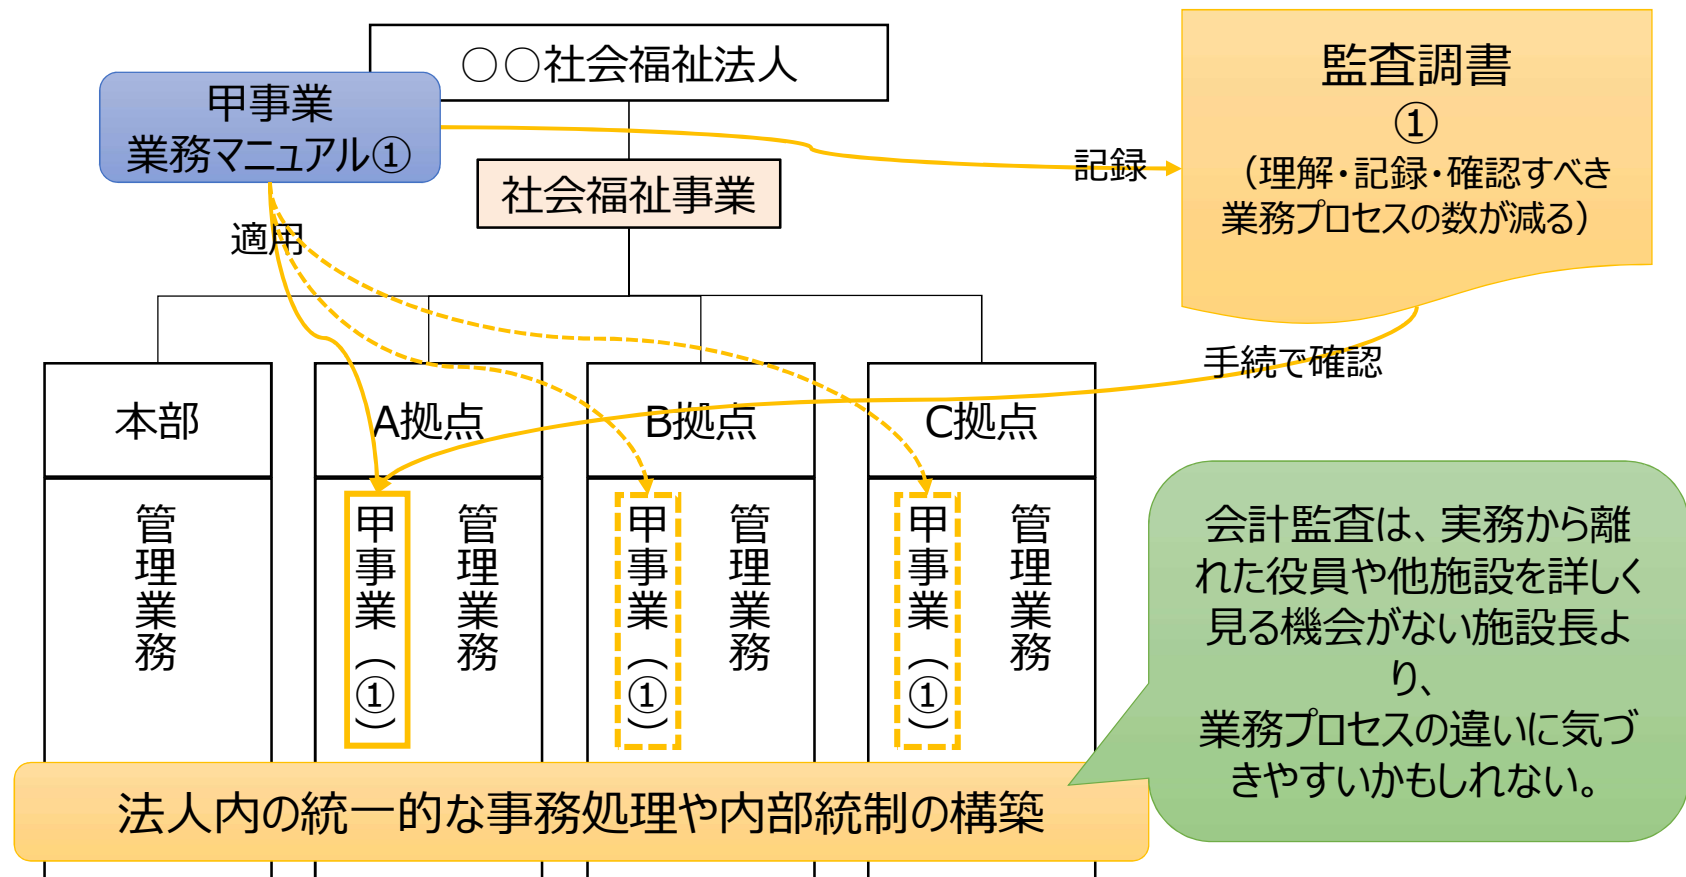 ○○社会福祉法人
甲事業
業務マニュアル①
社会福祉事業
適用
記録
監査調書
①
（理解・記録・確認すべき
業務プロセスの数が減る）
手続で確認
本部
A拠点
B拠点
C拠点
管理業務
甲事業（①）
管理業務
甲事業（①）
管理業務
甲事業（①）
管理業務
会計監査は、実務から離
れた役員や他施設を詳しく
見る機会がない施設長よ
り、
業務プロセスの違いに気づ
きやすいかもしれない。
法人内の統一的な事務処理や内部統制の構築